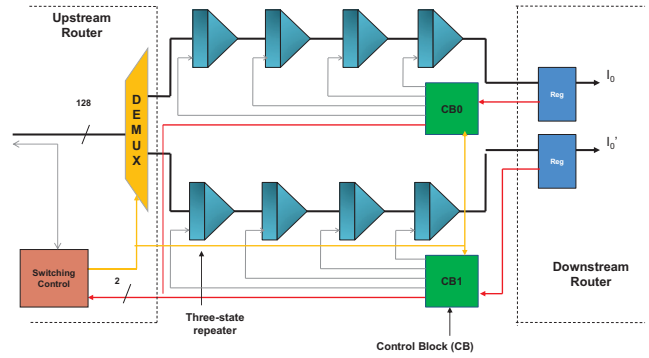 Upstream
Router
128
DEMUX
CB0
Reg
I0
Reg
I0'
Switching
Control
2
CB1
Three-state
repeater
Control Block (CB)
Downstream
Router